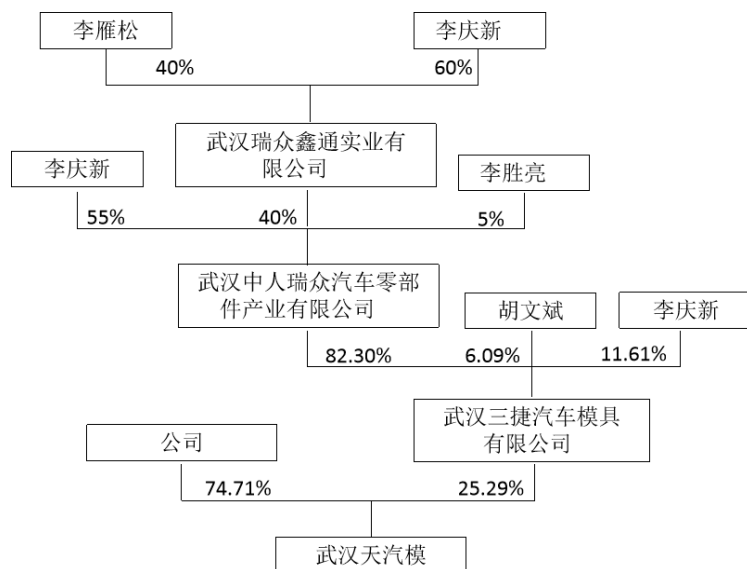 李雁松
李庆新
40%
60%
武汉瑞众鑫通实业有
限公司
李庆新
李胜亮
55%
40%
5%
武汉中人瑞众汽车零部
件产业有限公司
胡文斌
李庆新
82.30%
6.09%
11.61%
武汉三捷汽车模具
有限公司
公司
74.71%
25.29%
武汉天汽模